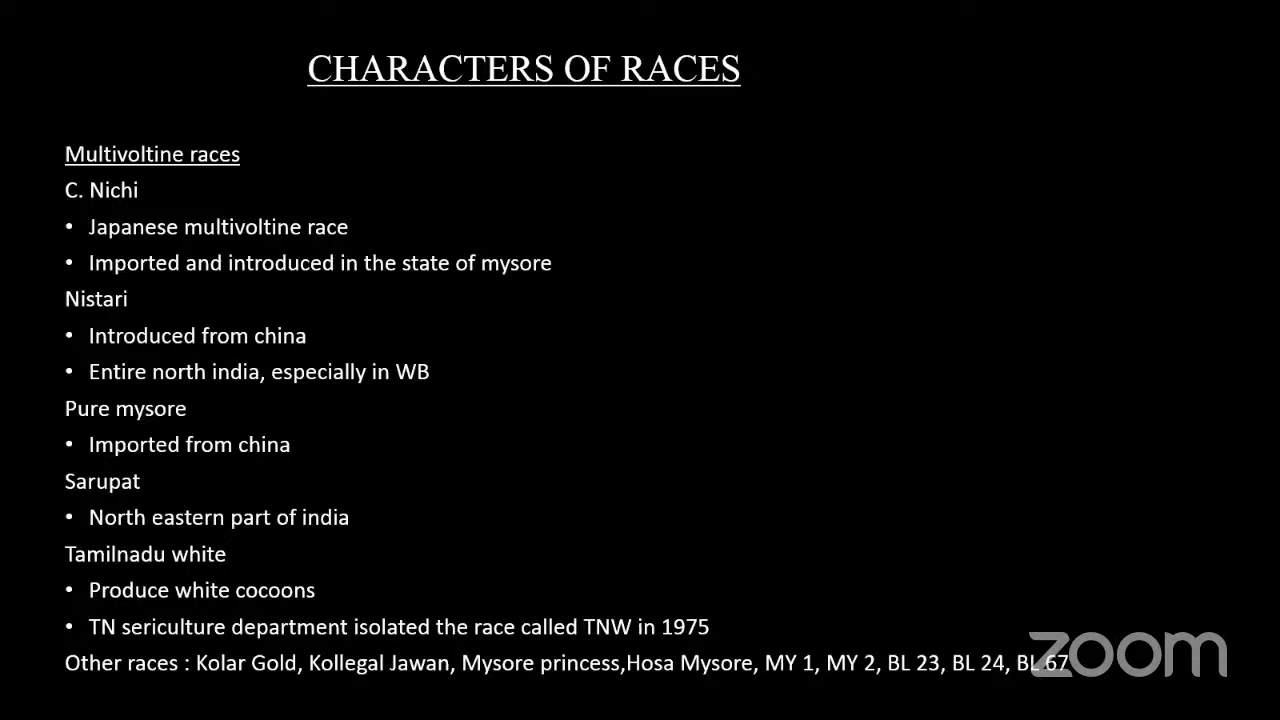 CHARACTERS OF RACES
Multivoltine races
C. Nichi
• Japanese multivoltine race
• Imported and introduced in the state of mysore
Nistari
• Introduced from china
• Entire north india, especially in WB
Pure mysore
• Imported from china
Sarupat
• North eastern part of india
Tamilnadu white
• Produce white cocoons
• TN sericulture department isolated the race called TNW in 1975
Other races : Kolar Gold, Kollegal Jawan, Mysore princess,Hosa Mysore, MY 1, MY 2, BL 23, BL 24, BL 67
zoom